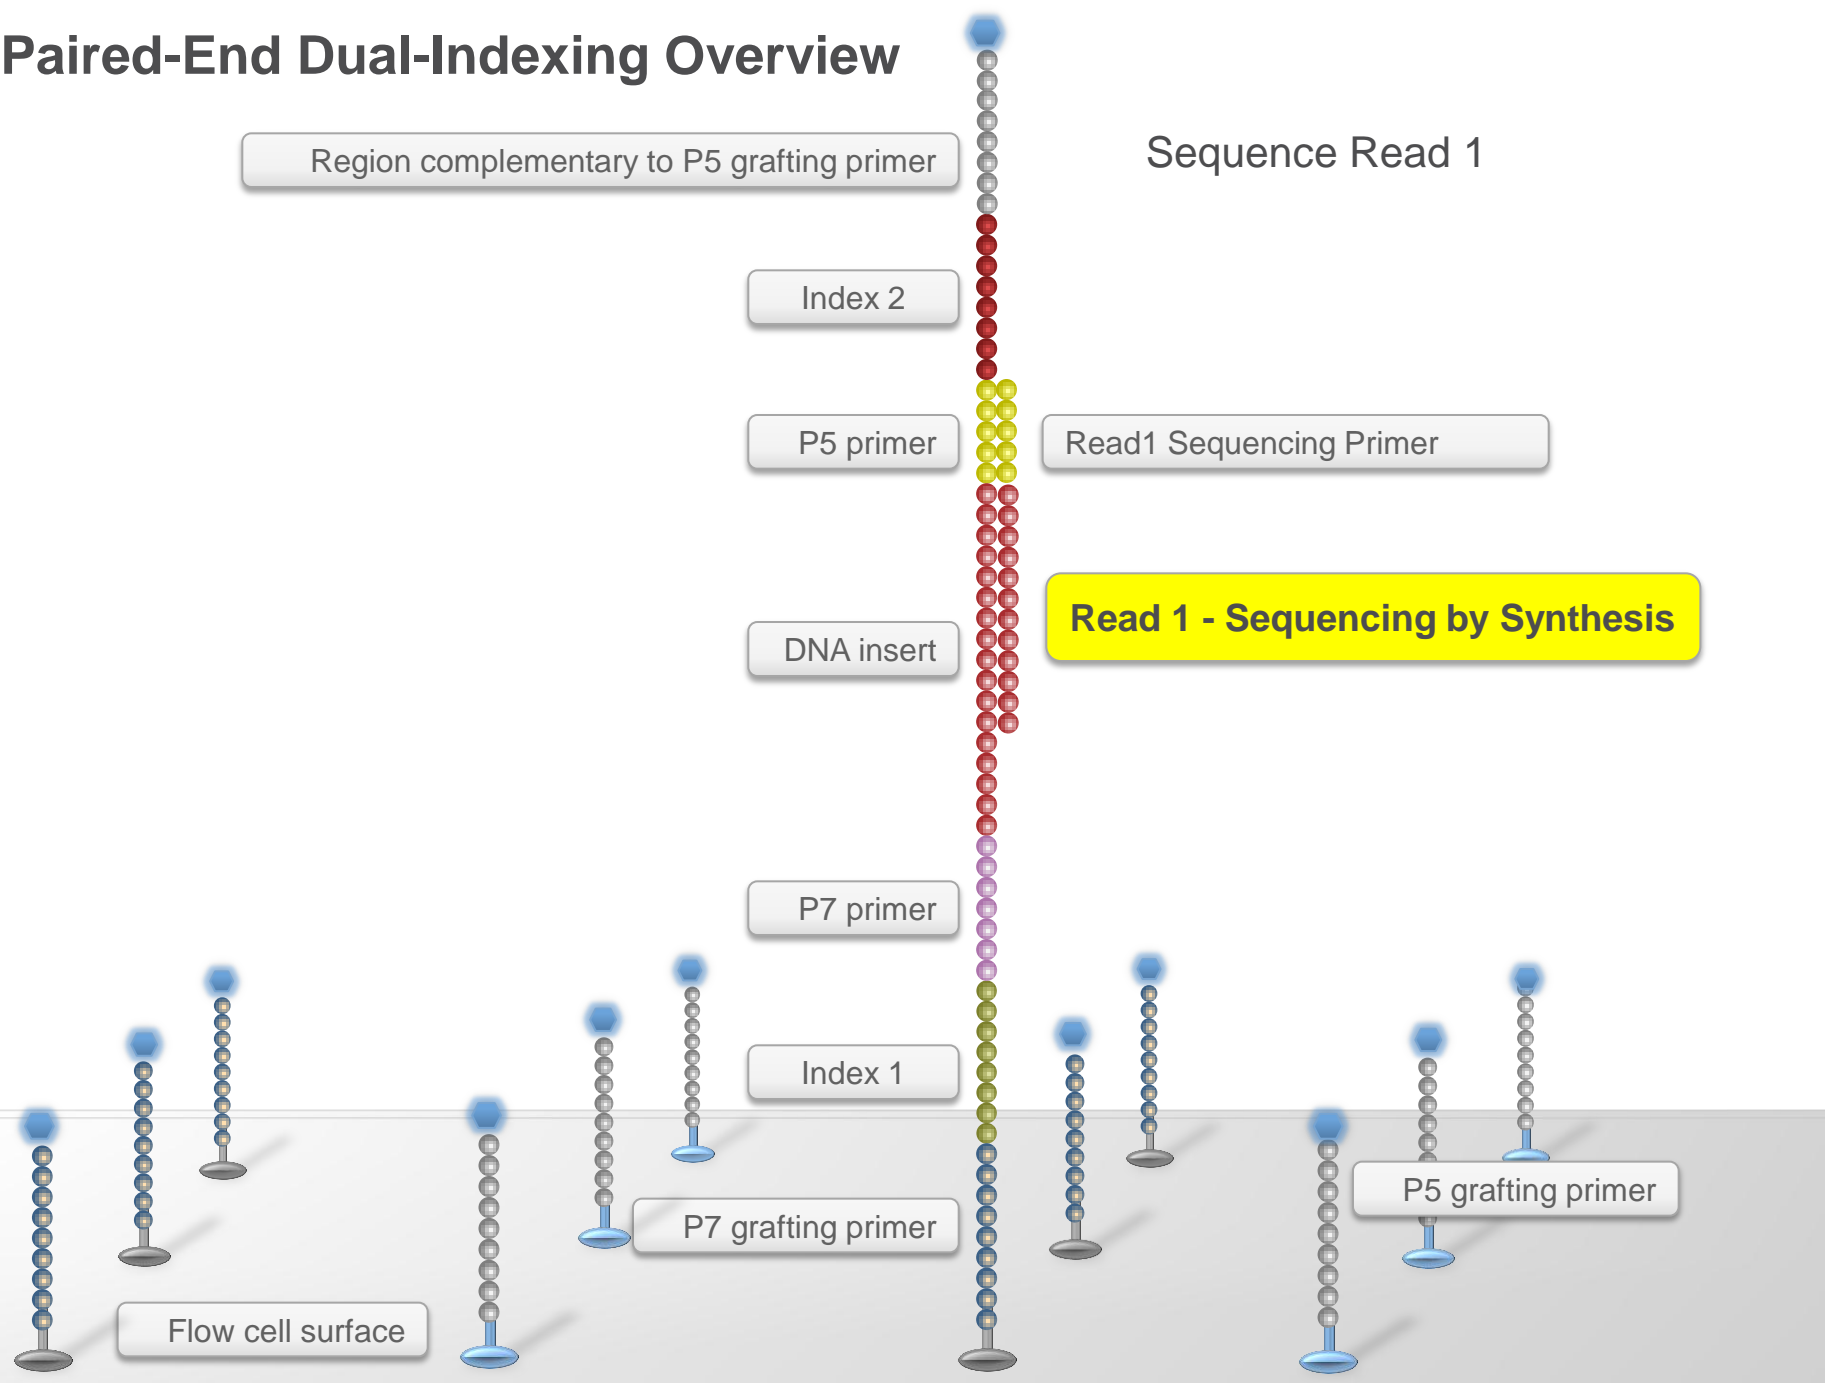 Paired-End Dual-Indexing Overview
Region complementary to P5 grafting primer
Sequence Read 1
Index 2
P5 primer
Read1 Sequencing Primer
Read 1 - Sequencing by Synthesis
DNA insert
P7 primer
Index 1
P5 grafting primer
P7 grafting primer
Flow cell surface